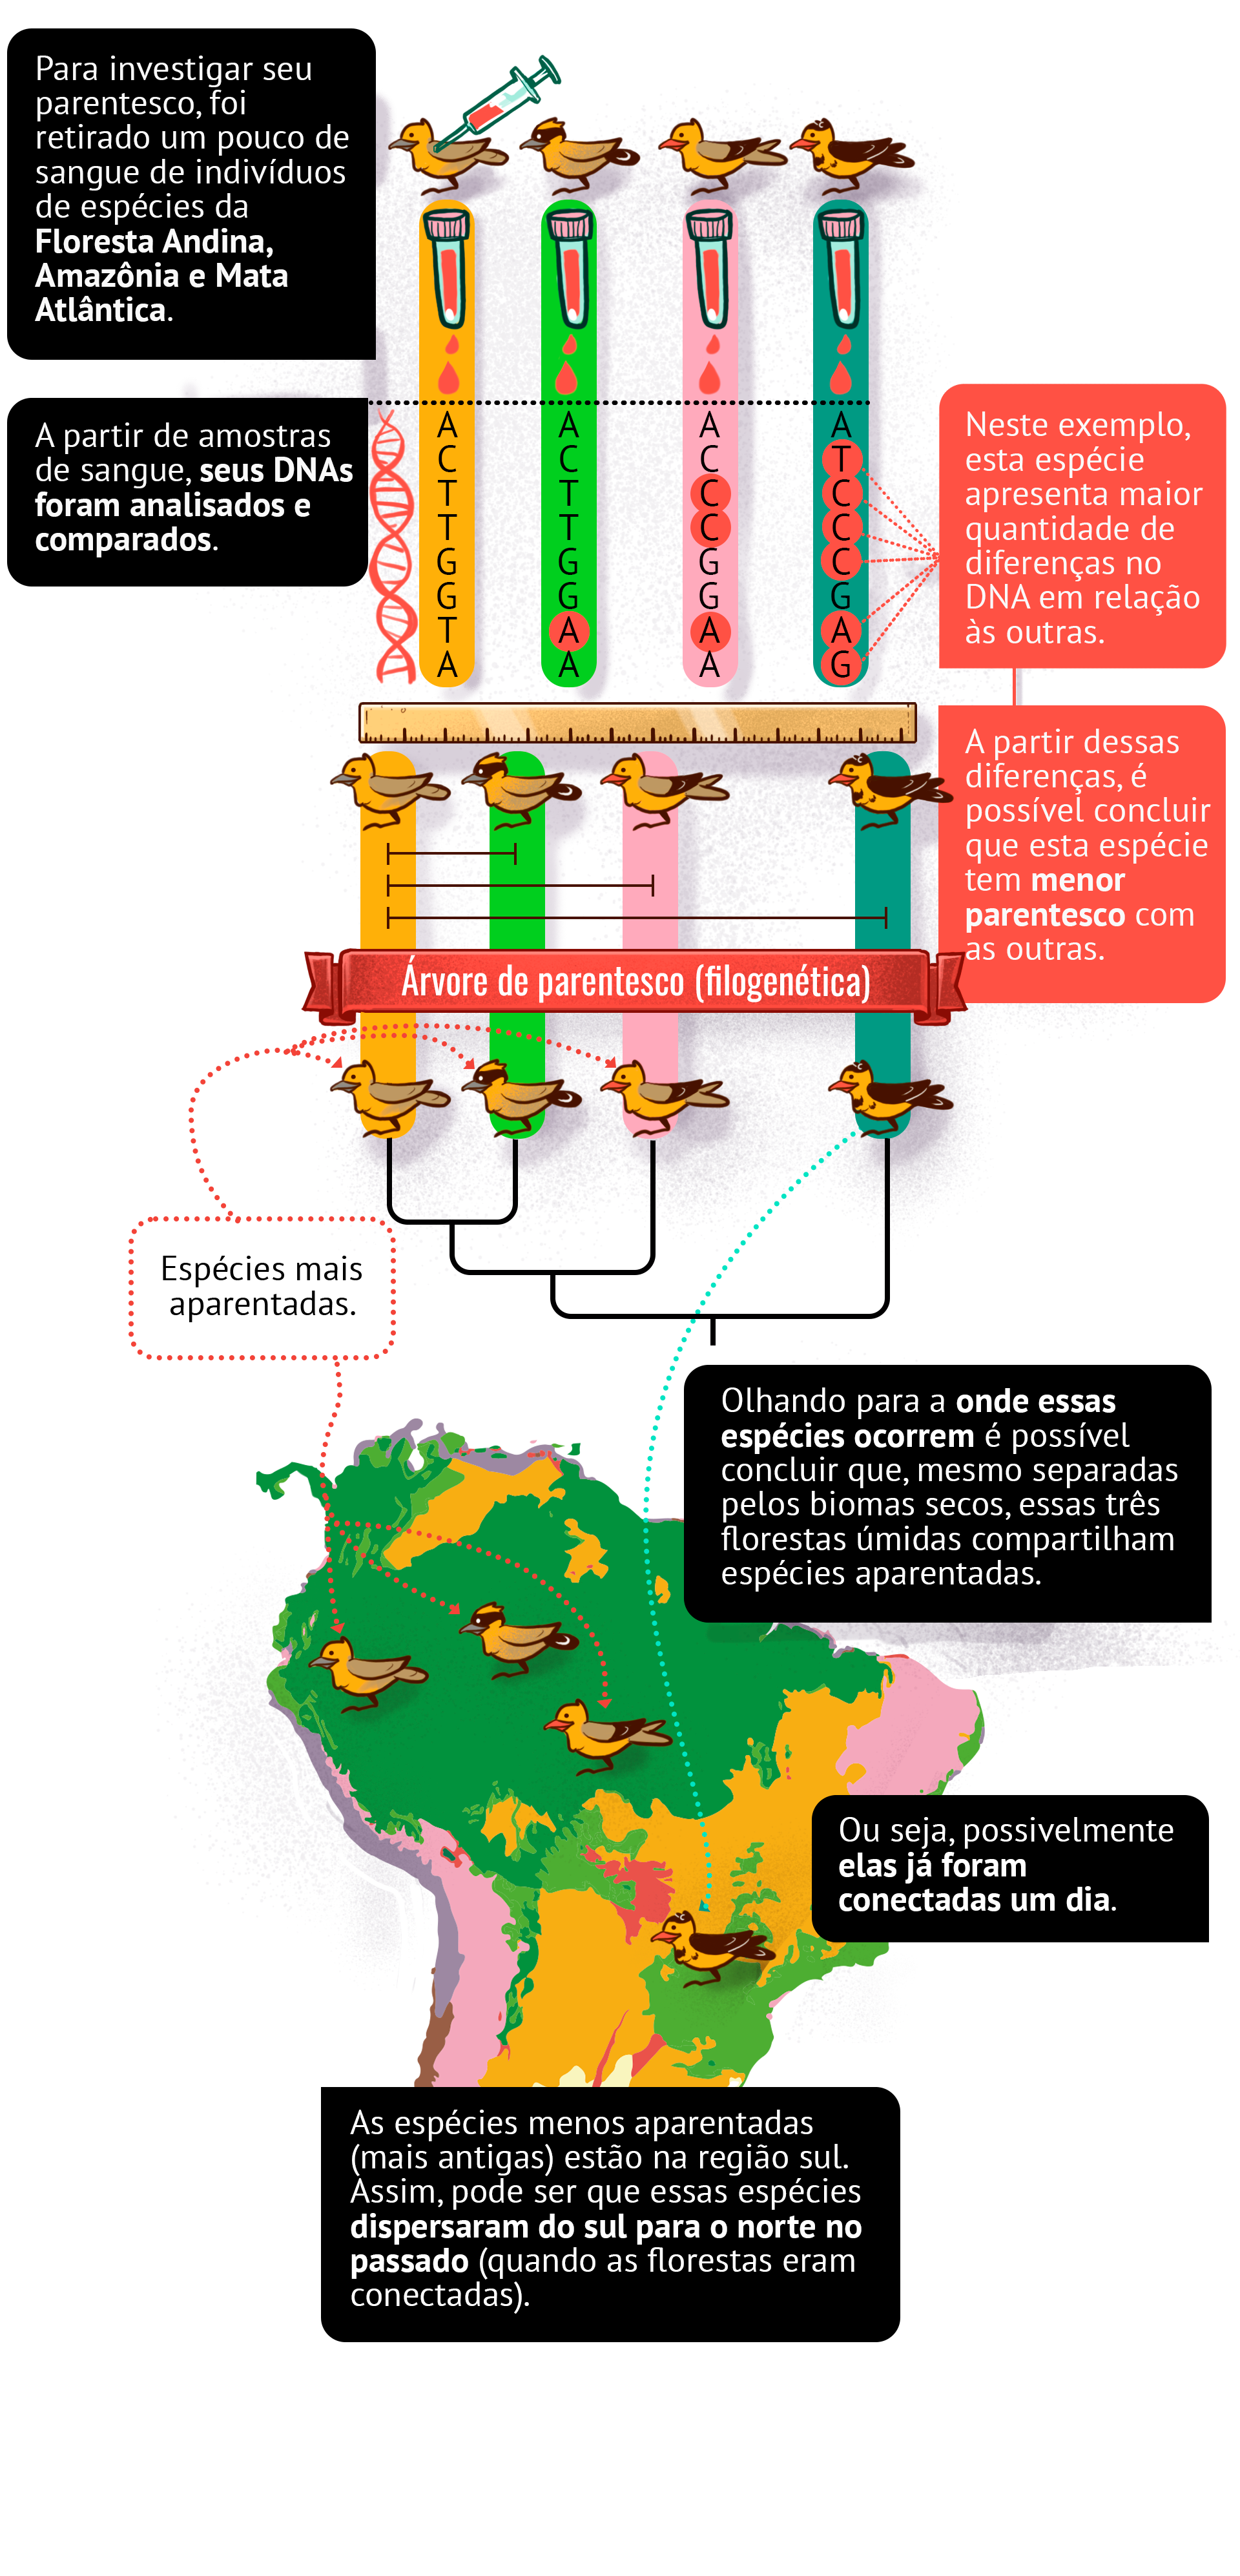 Para investigar seu
parentesco, foi
retirado um pouco de
sangue de indivíduos
de espécies da
Floresta Andina,
Amazônia e Mata
Atlântica.
A partir de amostras
de sangue, seus DNAs
foram analisados e
comparados.
A A A A
C C C T
T T C C
T T C C
G G G C
G G G G
T A A A
A A A G
Neste exemplo,
esta espécie
apresenta maior
quantidade de
diferenças no
DNA em relação
às outras.
A partir dessas
diferenças, é
possível concluir
que esta espécie
tem menor
parentesco com
as outras.
Árvore de parentesco (filogenética)
Espécies mais
aparentadas.
Olhando para a onde essas
espécies ocorrem é possível
concluir que, mesmo separadas
pelos biomas secos, essas três
florestas úmidas compartilham
espécies aparentadas.
Ou seja, possivelmente
elas já foram
conectadas um dia.
As espécies menos aparentadas
(mais antigas) estão na região sul.
Assim, pode ser que essas espécies
dispersaram do sul para o norte no
passado (quando as florestas eram
conectadas).